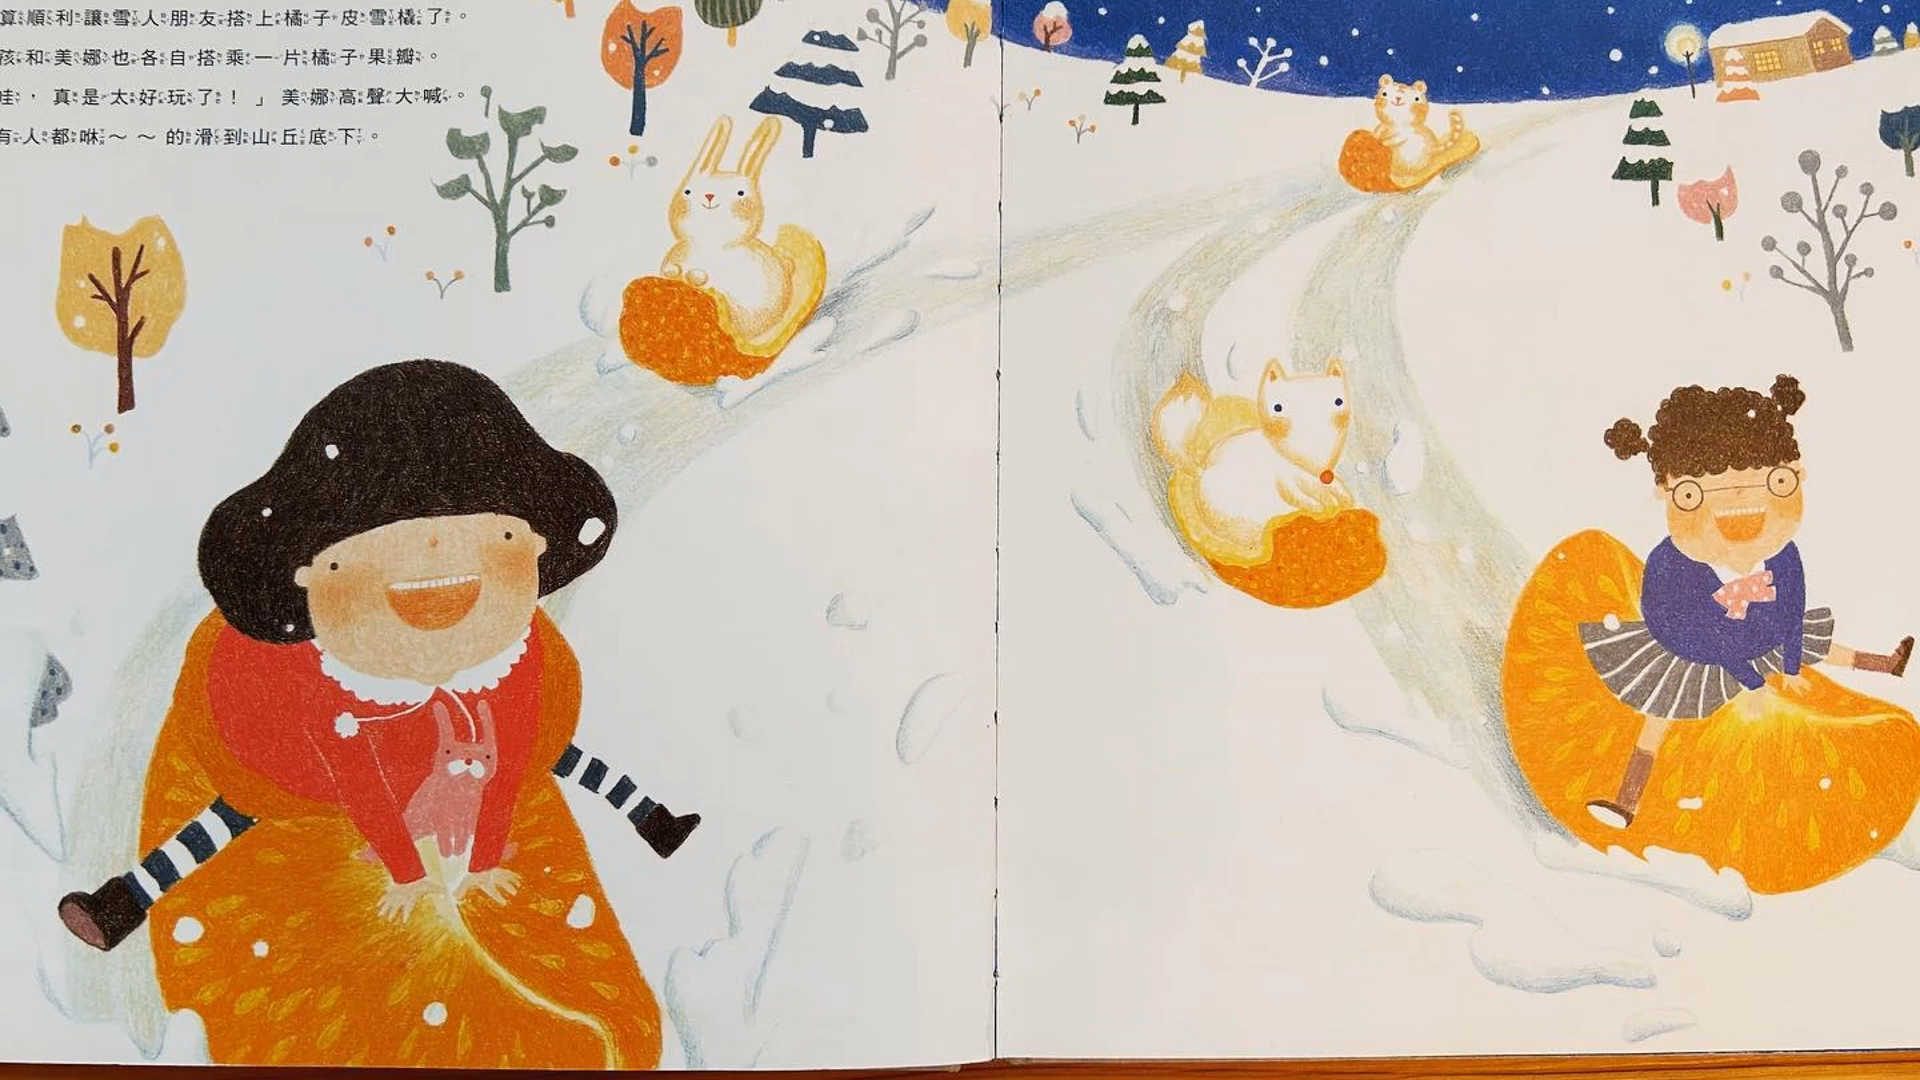 算順利讓雪人朋友搭上橘子皮雪橇了。
孩和美娜也各自搭乘一片橘子果瓣。
哇，真是太好玩了！」美娜高聲大喊。
有人都咻～～的滑到山丘底下。